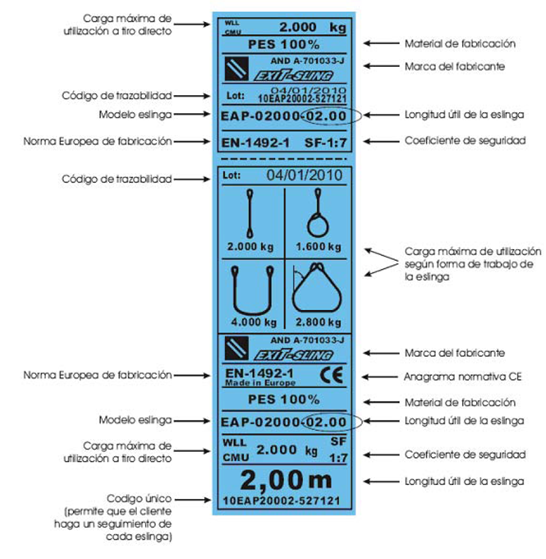 Carga máxima de
utilización a tiro directo
WLL
CMU
2.000 kg
PES 100%
Material de fabricación
AND A-701033-J
EXIT-SLING
Marca del fabricante
Código de trazabilidad
Lot: 04/01/2010
10EAP20002-527121
Modelo eslinga
EAP-02000-02.00
Longitud útil de la eslinga
Norma Europea de fabricación
EN-1492-1 SF-1:7
Coeficiente de seguridad
Código de trazabilidad
Lot: 04/01/2010
2.000 kg
1.600 kg
Carga máxima de utilización
según forma de trabajo de
la eslinga
4.000 kg
2.800 kg
AND A-701033-J
EXIT-SLING
Marca del fabricante
Norma Europea de fabricación
EN-1492-1
Made in Europe
CE
Anagrama normativa CE
PES 100%
Material de fabricación
Modelo eslinga
EAP-02000-02.00
Longitud útil de la eslinga
Carga máxima de
utilización a tiro directo
WLL
CMU
2.000 kg
SF
1:7
Coeficiente de seguridad
2,00m
Longitud útil de la eslinga
Codigo único
(permite que el cliente
haga un seguimiento de
cada eslinga)
10EAP20002-527121